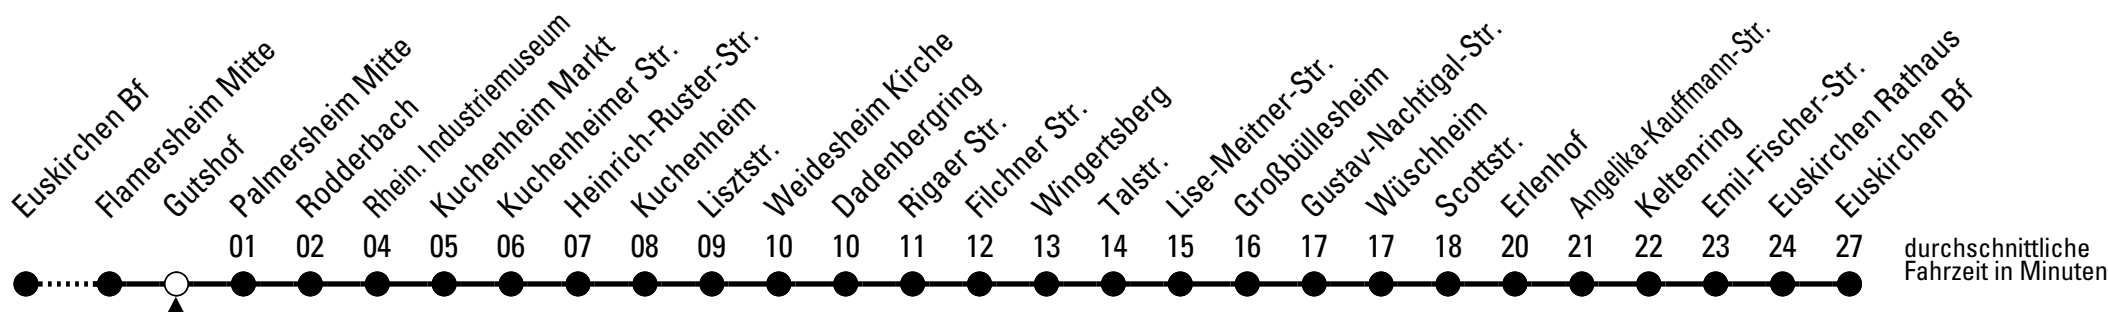 Euskirchen Bf
Flamersheim Mitte
Gutshof
Palmersheim Mitte
Rodderbach
Rhein. Industriemuseum
Kuchenheim Markt
Kuchenheimer Str.
Heinrich-Ruster-Str.
Kuchenheim
Lisztstr.
Weidesheim Kirche
Dadenbergring
Rigaer Str.
Filchner Str.
Wingertsberg
Talstr.
Lise-Meitner-Str.
Großbüllesheim
Gustav-Nachtigal-Str.
Wüschheim
Scottstr.
Erlenhof
Angelika-Kauffmann-Str.
Keltenring
Emil-Fischer-Str.
Euskirchen Rathaus
Euskirchen Bf
01 02 04 05 06 07 08 09 10 10 11 12 13 14 15 16 17 17 18 20 21 22 23 24 27
durchschnittliche
Fahrzeit in Minuten